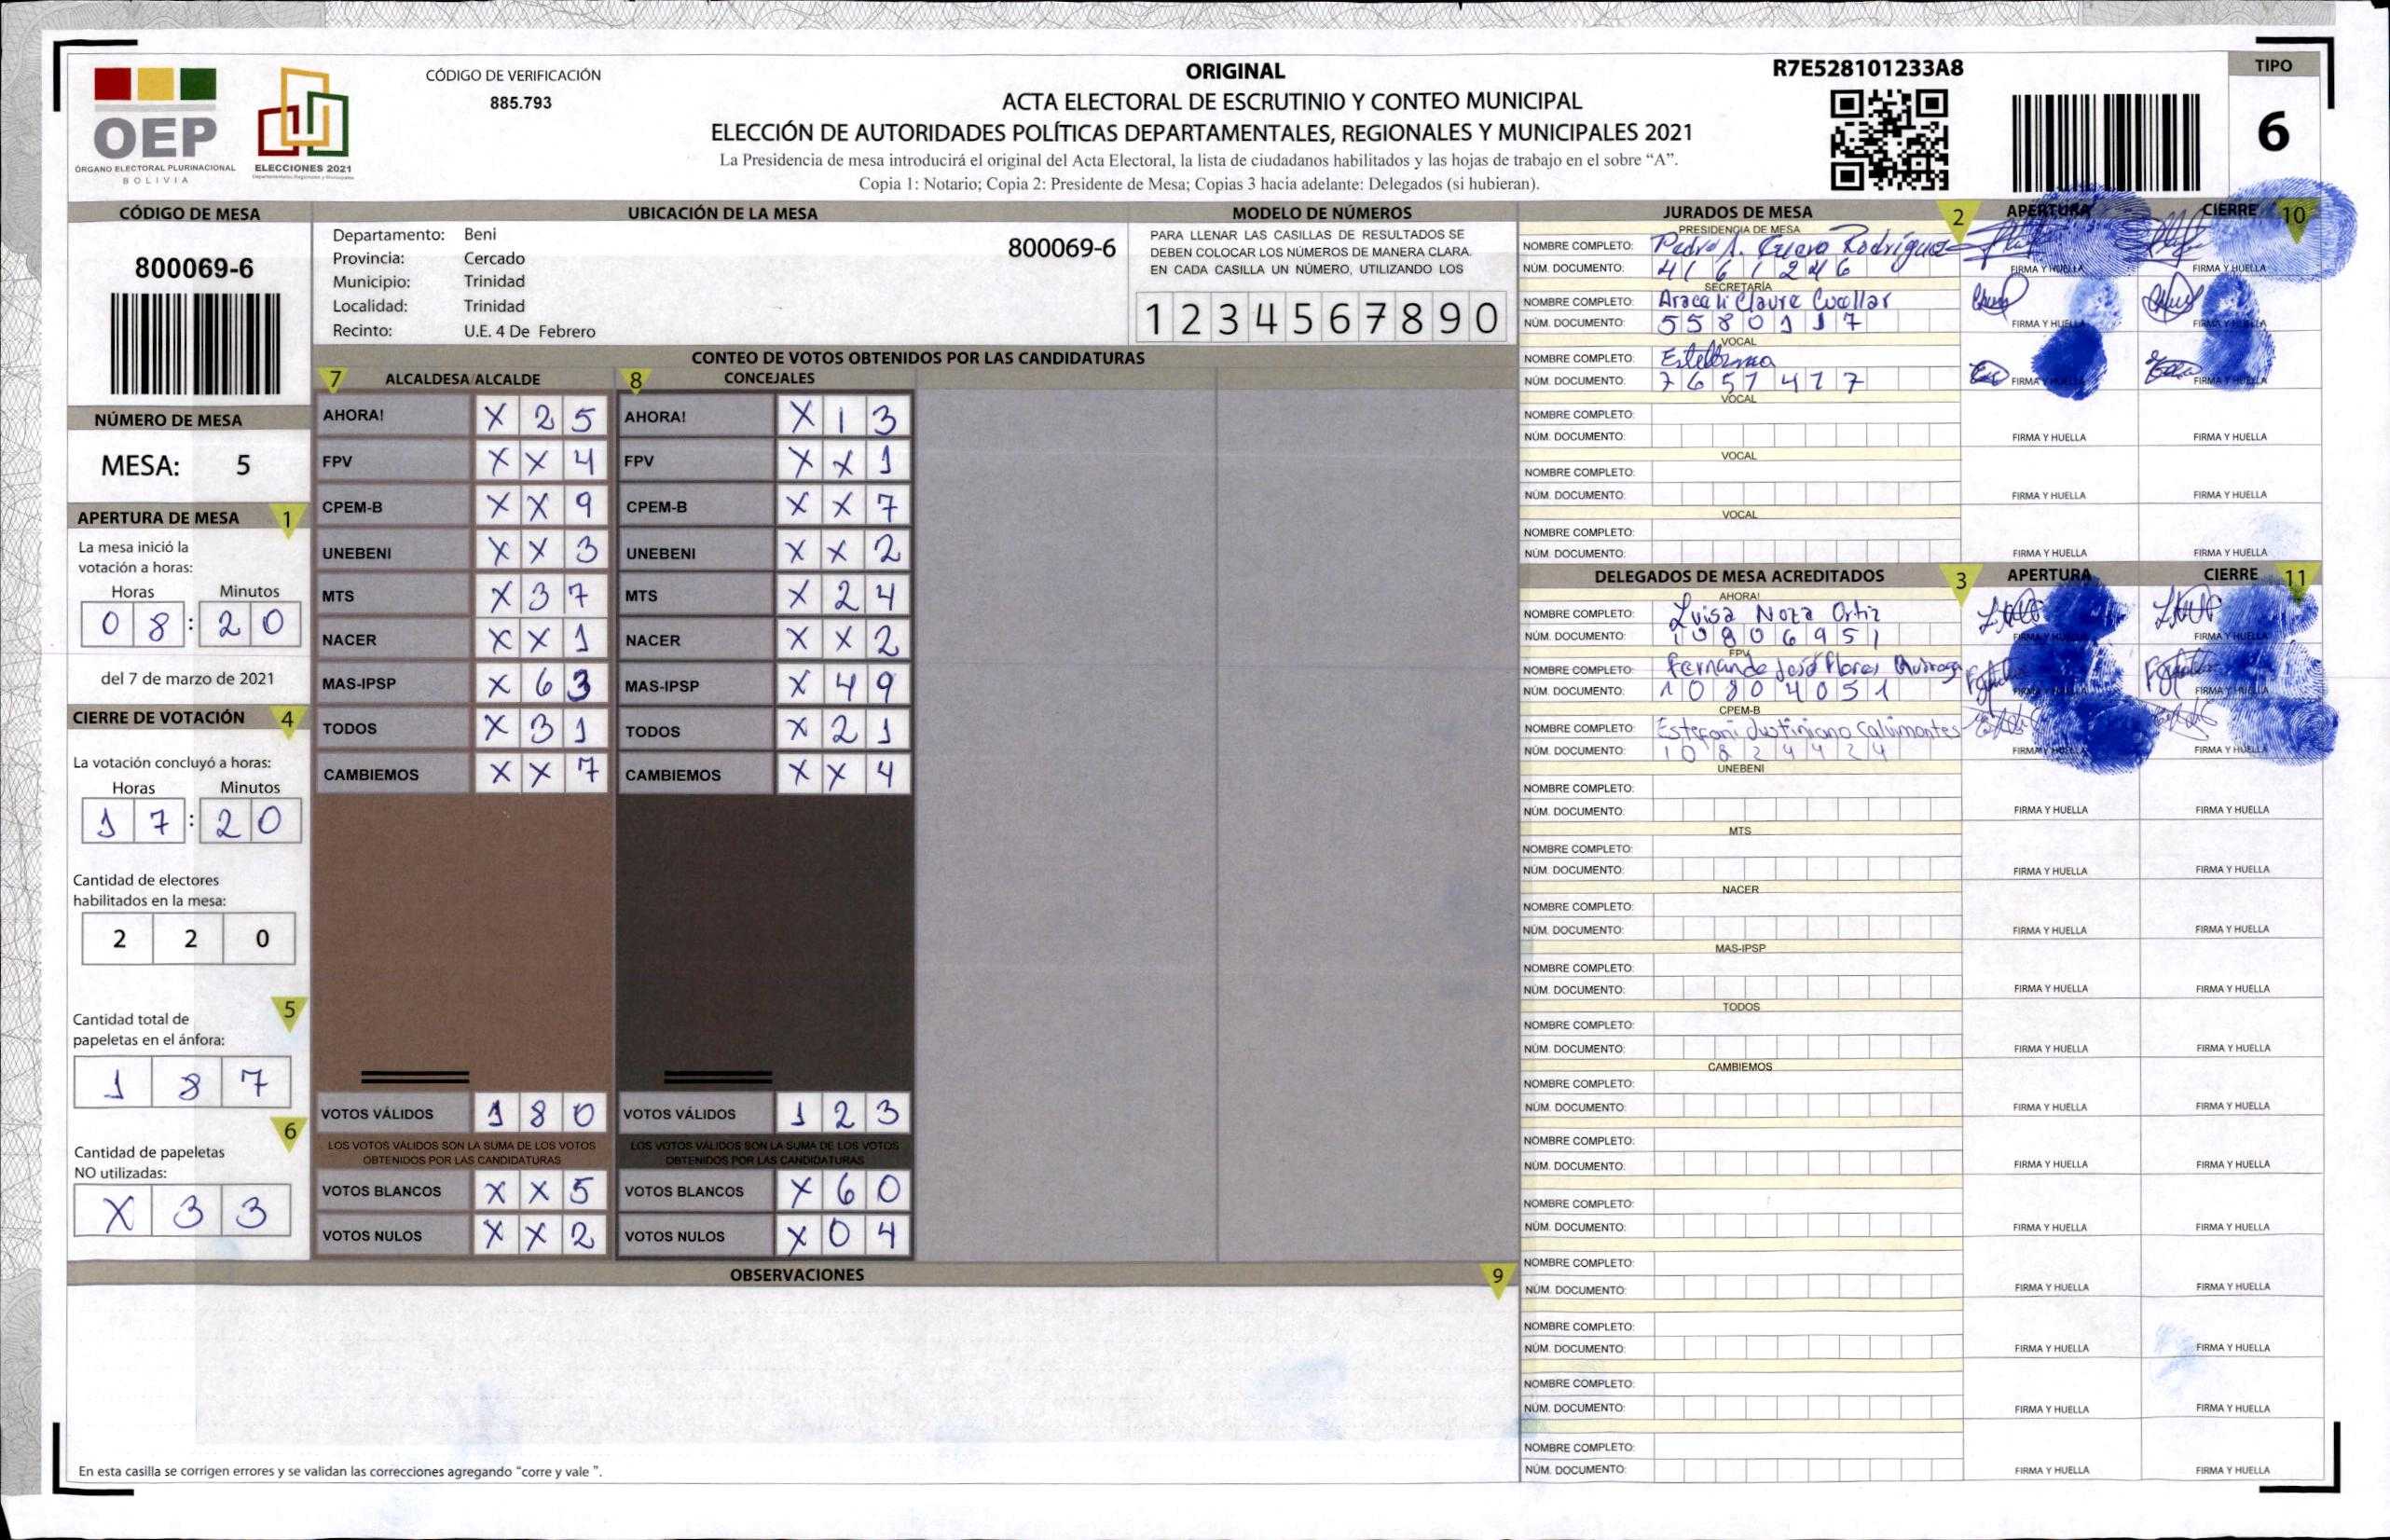 OEP
ÓRGANO ELECTORAL PLURINACIONAL
BOLIVIA
ELECCIONES 2021
CÓDIGO DE VERIFICACIÓN
885.793
ORIGINAL
ACTA ELECTORAL DE ESCRUTINIO Y CONTEO MUNICIPAL
ELECCIÓN DE AUTORIDADES POLÍTICAS DEPARTAMENTALES, REGIONALES Y MUNICIPALES 2021
La Presidencia de mesa introducirá el original del Acta Electoral, la lista de ciudadanos habilitados y las hojas de trabajo en el sobre “A”.
Copia 1: Notario; Copia 2: Presidente de Mesa; Copias 3 hacia adelante: Delegados (si hubieran).
R7E528101233A8
TIPO
6
CÓDIGO DE MESA
800069-6
NÚMERO DE MESA
MESA: 5
APERTURA DE MESA 1
La mesa inició la
votación a horas:
Horas Minutos
0 8 : 2 0
del 7 de marzo de 2021
CIERRE DE VOTACIÓN 4
La votación concluyó a horas:
Horas Minutos
1 7 : 2 0
Cantidad de electores
habilitados en la mesa:
2 2 0
5
Cantidad total de
papeletas en el ánfora:
1 8 7
6
Cantidad de papeletas
NO utilizadas:
X 3 3
UBICACIÓN DE LA MESA
Departamento: Beni
Provincia: Cercado
Municipio: Trinidad
Localidad: Trinidad
Recinto: U.E. 4 De Febrero
800069-6
MODELO DE NÚMEROS
PARA LLENAR LAS CASILLAS DE RESULTADOS SE
DEBEN COLOCAR LOS NÚMEROS DE MANERA CLARA.
EN CADA CASILLA UN NÚMERO, UTILIZANDO LOS
1 2 3 4 5 6 7 8 9 0
CONTEO DE VOTOS OBTENIDOS POR LAS CANDIDATURAS
7 ALCALDESA/ALCALDE 8 CONCEJALES
AHORA! X 2 5 AHORA! X 1 3
FPV X X 4 FPV X X 1
CPEM-B X X 9 CPEM-B X X 7
UNEBENI X X 3 UNEBENI X X 2
MTS X 3 7 MTS X 2 4
NACER X X 1 NACER X X 2
MAS-IPSP X 6 3 MAS-IPSP X 4 9
TODOS X 3 1 TODOS X 2 1
CAMBIEMOS X X 7 CAMBIEMOS X X 4
VOTOS VÁLIDOS 1 8 0 VOTOS VÁLIDOS 1 2 3
LOS VOTOS VÁLIDOS SON LA SUMA DE LOS VOTOS LOS VOTOS VÁLIDOS SON LA SUMA DE LOS VOTOS
OBTENIDOS POR LAS CANDIDATURAS OBTENIDOS POR LAS CANDIDATURAS
VOTOS BLANCOS X X 5 VOTOS BLANCOS X 6 0
VOTOS NULOS X X 2 VOTOS NULOS X 0 4
OBSERVACIONES 9
En esta casilla se corrigen errores y se validan las correcciones agregando “corre y vale ”.
JURADOS DE MESA 2 APERTURA CIERRE 10
PRESIDENCIA DE MESA
NOMBRE COMPLETO: Pedro A. Rodríguez
NÚM. DOCUMENTO: 4 1 6 1 2 4 6 FIRMA Y HUELLA FIRMA Y HUELLA
SECRETARÍA
NOMBRE COMPLETO: Araceli Claure Cuellar
NÚM. DOCUMENTO: 5 5 8 0 1 1 7 FIRMA Y HUELLA FIRMA Y HUELLA
VOCAL
NOMBRE COMPLETO:
NÚM. DOCUMENTO: 7 6 5 7 4 7 7 FIRMA Y HUELLA FIRMA Y HUELLA
VOCAL
NOMBRE COMPLETO:
NÚM. DOCUMENTO: FIRMA Y HUELLA FIRMA Y HUELLA
VOCAL
NOMBRE COMPLETO:
NÚM. DOCUMENTO: FIRMA Y HUELLA FIRMA Y HUELLA
VOCAL
NOMBRE COMPLETO:
NÚM. DOCUMENTO: FIRMA Y HUELLA FIRMA Y HUELLA
DELEGADOS DE MESA ACREDITADOS 3 APERTURA CIERRE 11
AHORA!
NOMBRE COMPLETO: Luisa Noza Ortiz
NÚM. DOCUMENTO: 1 0 8 0 6 9 5 1 FIRMA Y HUELLA FIRMA Y HUELLA
FPV
NOMBRE COMPLETO: Fernando José Flores Quiroga
NÚM. DOCUMENTO: 1 0 8 0 4 0 5 1 FIRMA Y HUELLA FIRMA Y HUELLA
CPEM-B
NOMBRE COMPLETO: Estefani Justiniano Calvimontes
NÚM. DOCUMENTO: 1 0 8 2 4 4 2 4 FIRMA Y HUELLA FIRMA Y HUELLA
UNEBENI
NOMBRE COMPLETO:
NÚM. DOCUMENTO: FIRMA Y HUELLA FIRMA Y HUELLA
MTS
NOMBRE COMPLETO:
NÚM. DOCUMENTO: FIRMA Y HUELLA FIRMA Y HUELLA
NACER
NOMBRE COMPLETO:
NÚM. DOCUMENTO: FIRMA Y HUELLA FIRMA Y HUELLA
MAS-IPSP
NOMBRE COMPLETO:
NÚM. DOCUMENTO: FIRMA Y HUELLA FIRMA Y HUELLA
TODOS
NOMBRE COMPLETO:
NÚM. DOCUMENTO: FIRMA Y HUELLA FIRMA Y HUELLA
CAMBIEMOS
NOMBRE COMPLETO:
NÚM. DOCUMENTO: FIRMA Y HUELLA FIRMA Y HUELLA
NOMBRE COMPLETO:
NÚM. DOCUMENTO: FIRMA Y HUELLA FIRMA Y HUELLA
NOMBRE COMPLETO:
NÚM. DOCUMENTO: FIRMA Y HUELLA FIRMA Y HUELLA
NOMBRE COMPLETO:
NÚM. DOCUMENTO: FIRMA Y HUELLA FIRMA Y HUELLA
NOMBRE COMPLETO:
NÚM. DOCUMENTO: FIRMA Y HUELLA FIRMA Y HUELLA
NOMBRE COMPLETO:
NÚM. DOCUMENTO: FIRMA Y HUELLA FIRMA Y HUELLA
NOMBRE COMPLETO:
NÚM. DOCUMENTO: FIRMA Y HUELLA FIRMA Y HUELLA